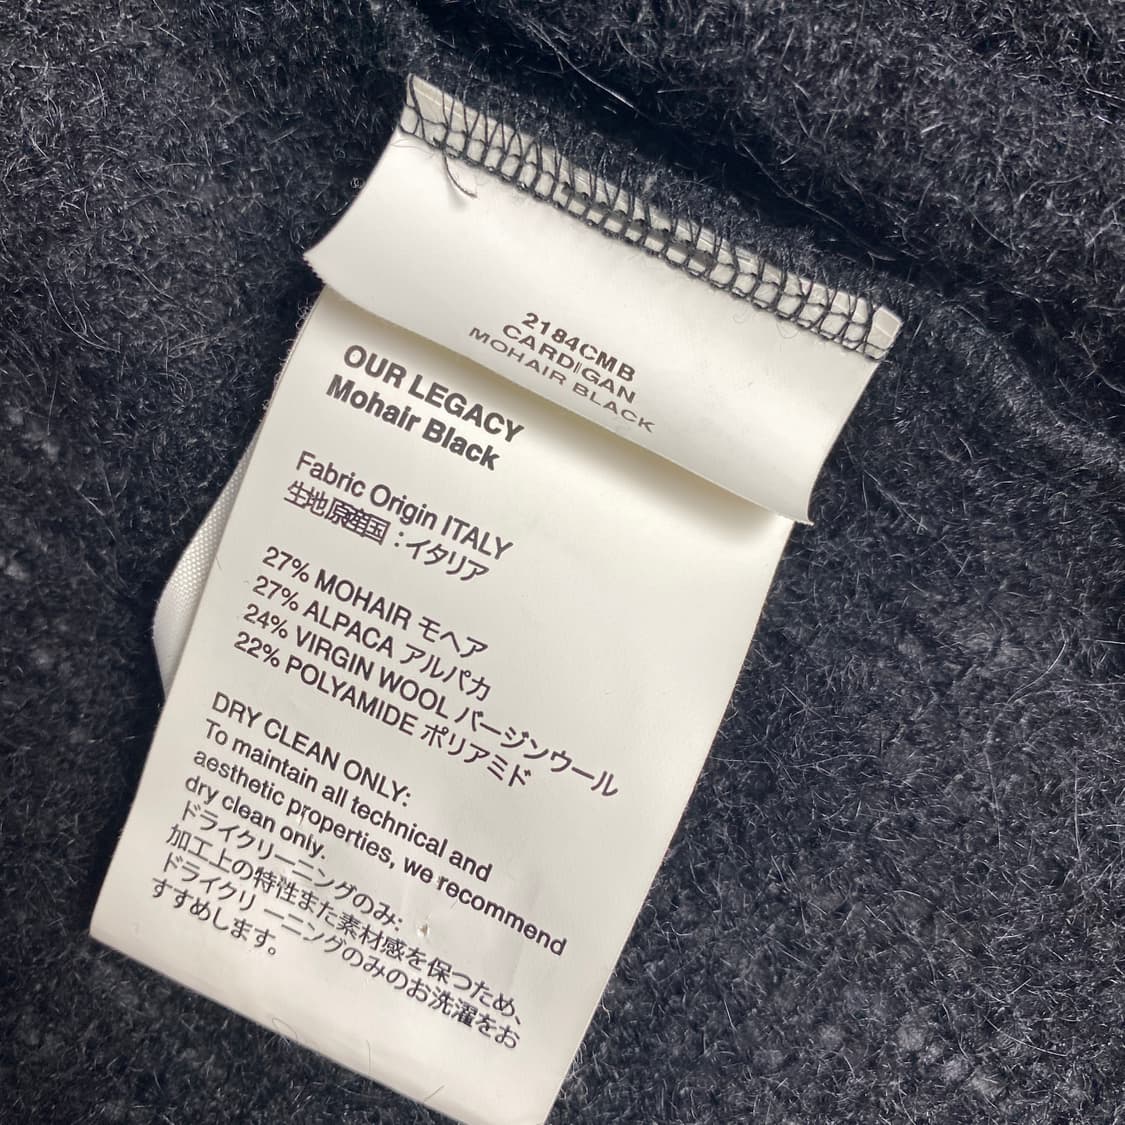 2184CMB
CARDIGAN
MOHAIR BLACK
OUR LEGACY
Mohair Black
Fabric Origin ITALY
生地原産国：イタリア
27% MOHAIR モヘア
27% ALPACA アルパカ
24% VIRGIN WOOL バージンウール
22% POLYAMIDE ポリアミド
DRY CLEAN ONLY:
To maintain all technical and
aesthetic properties, we recommend
dry clean only.
ドライクリーニングのみ:
加工上の特性また素材感を保つため、
ドライクリーニングのみのお洗濯をお
すすめします。